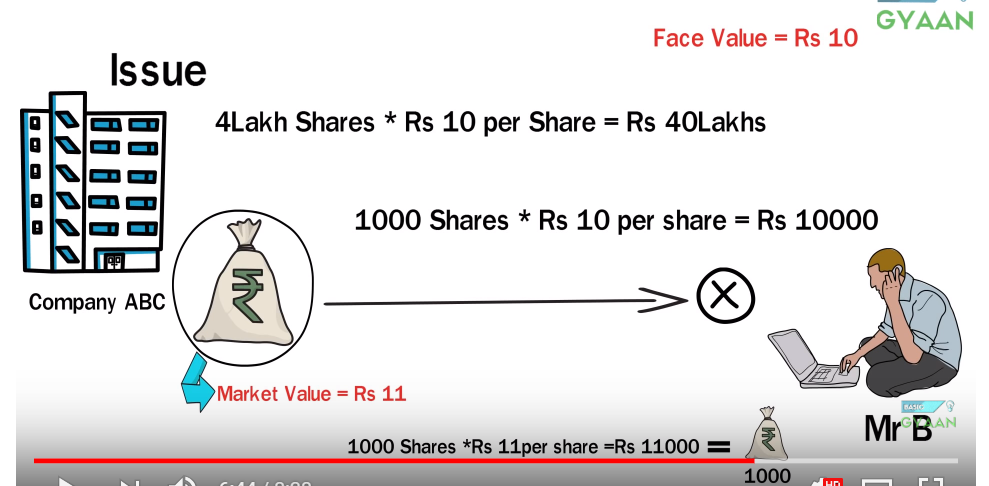 GYAAN
Face Value = Rs 10
Issue
4Lakh Shares * Rs 10 per Share = Rs 40Lakhs
1000 Shares * Rs 10 per share = Rs 10000
Company ABC
Market Value = Rs 11
BASIC
GYAAN
Mr B
1000 Shares *Rs 11per share =Rs 11000 =
1000
HD